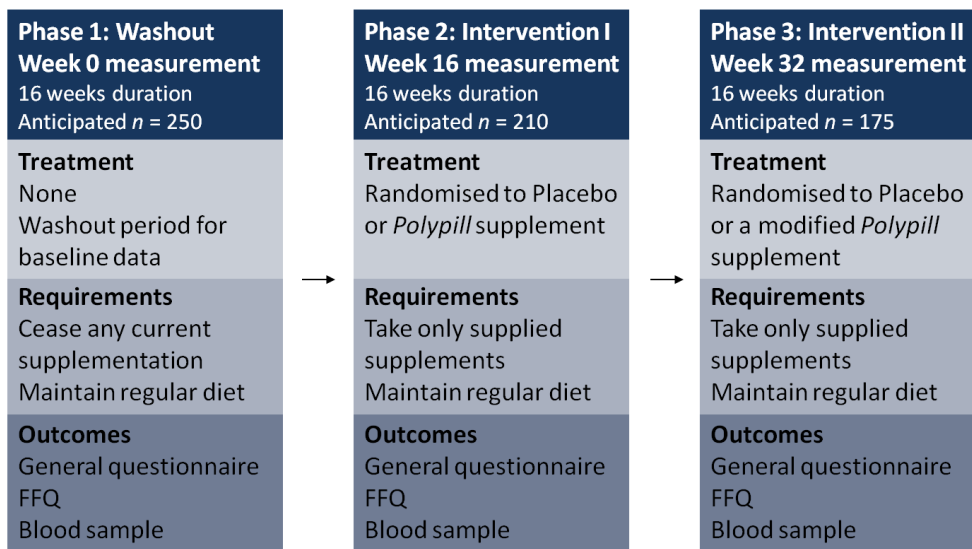 Phase 1: Washout
Week 0 measurement
16 weeks duration
Anticipated n = 250
Treatment
None
Washout period for
baseline data
Requirements
Cease any current
supplementation
Maintain regular diet
Outcomes
General questionnaire
FFQ
Blood sample
Phase 2: Intervention I
Week 16 measurement
16 weeks duration
Anticipated n = 210
Treatment
Randomised to Placebo
or Polypill supplement
Requirements
Take only supplied
supplements
Maintain regular diet
Outcomes
General questionnaire
FFQ
Blood sample
Phase 3: Intervention II
Week 32 measurement
16 weeks duration
Anticipated n = 175
Treatment
Randomised to Placebo
or a modified Polypill
supplement
Requirements
Take only supplied
supplements
Maintain regular diet
Outcomes
General questionnaire
FFQ
Blood sample